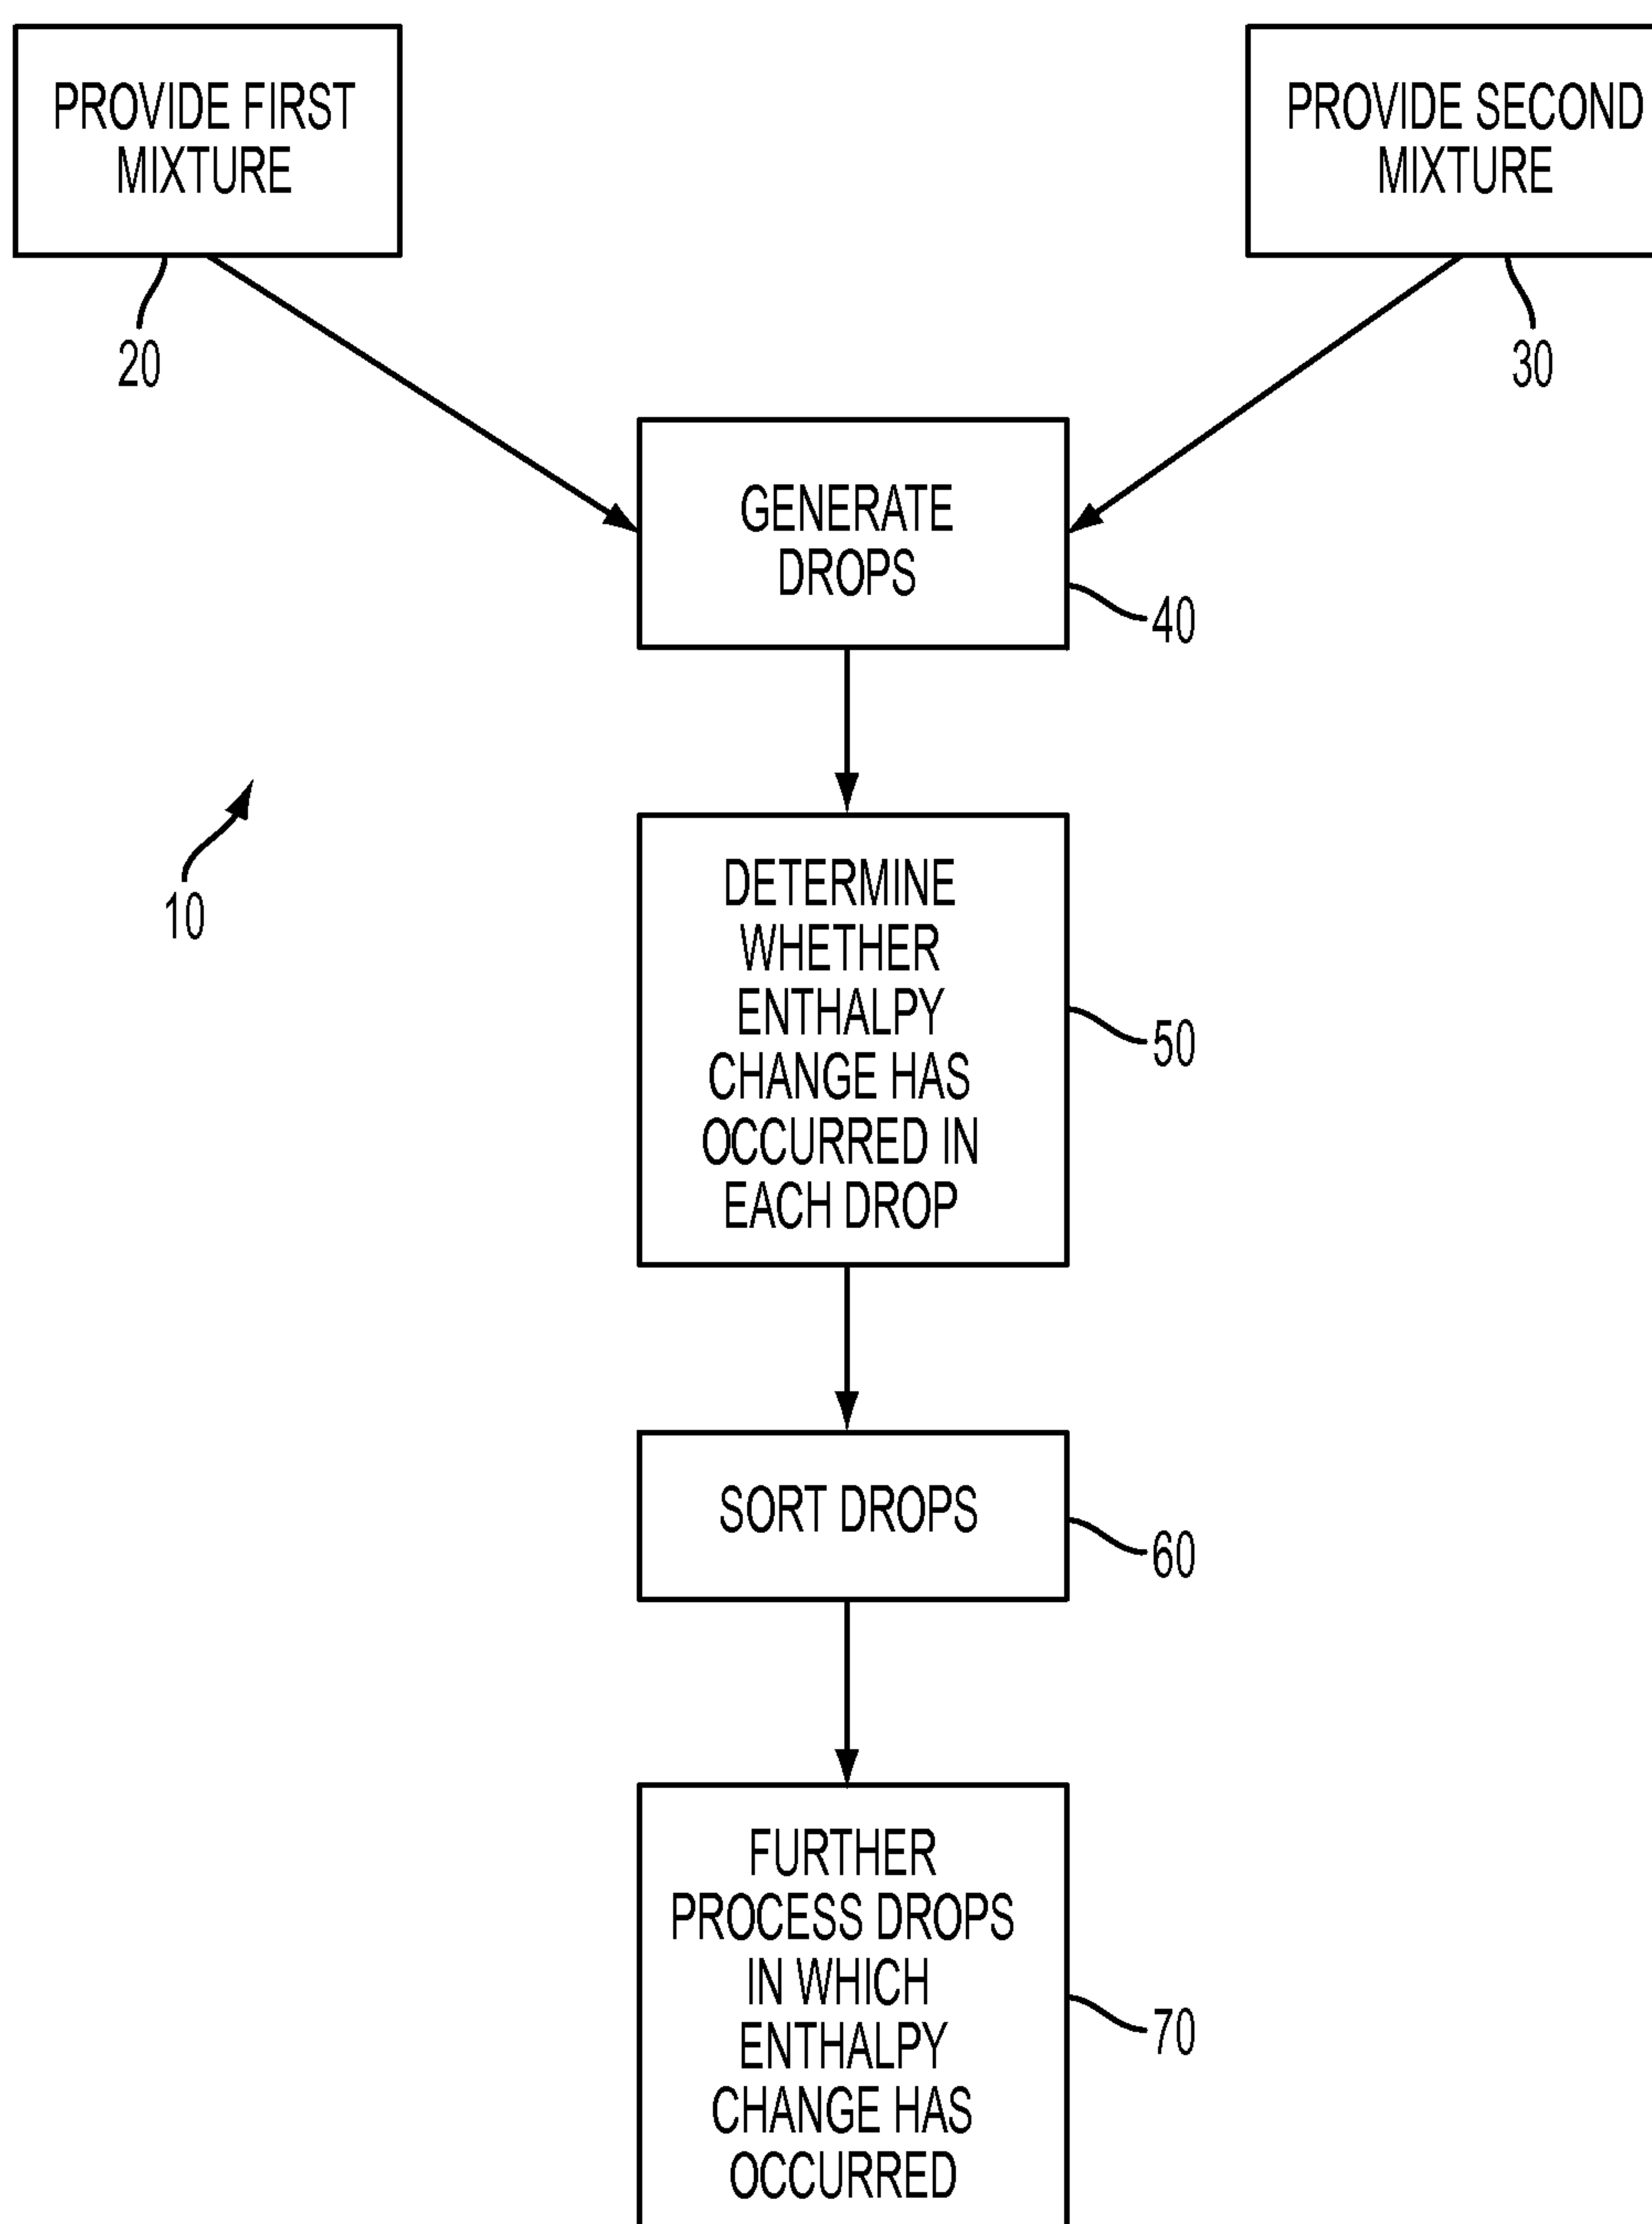 PROVIDE FIRST
MIXTURE
20
PROVIDE SECOND
MIXTURE
30
GENERATE
DROPS
40
10
DETERMINE
WHETHER
ENTHALPY
CHANGE HAS
OCCURRED IN
EACH DROP
50
SORT DROPS
60
FURTHER
PROCESS DROPS
IN WHICH
ENTHALPY
CHANGE HAS
OCCURRED
70